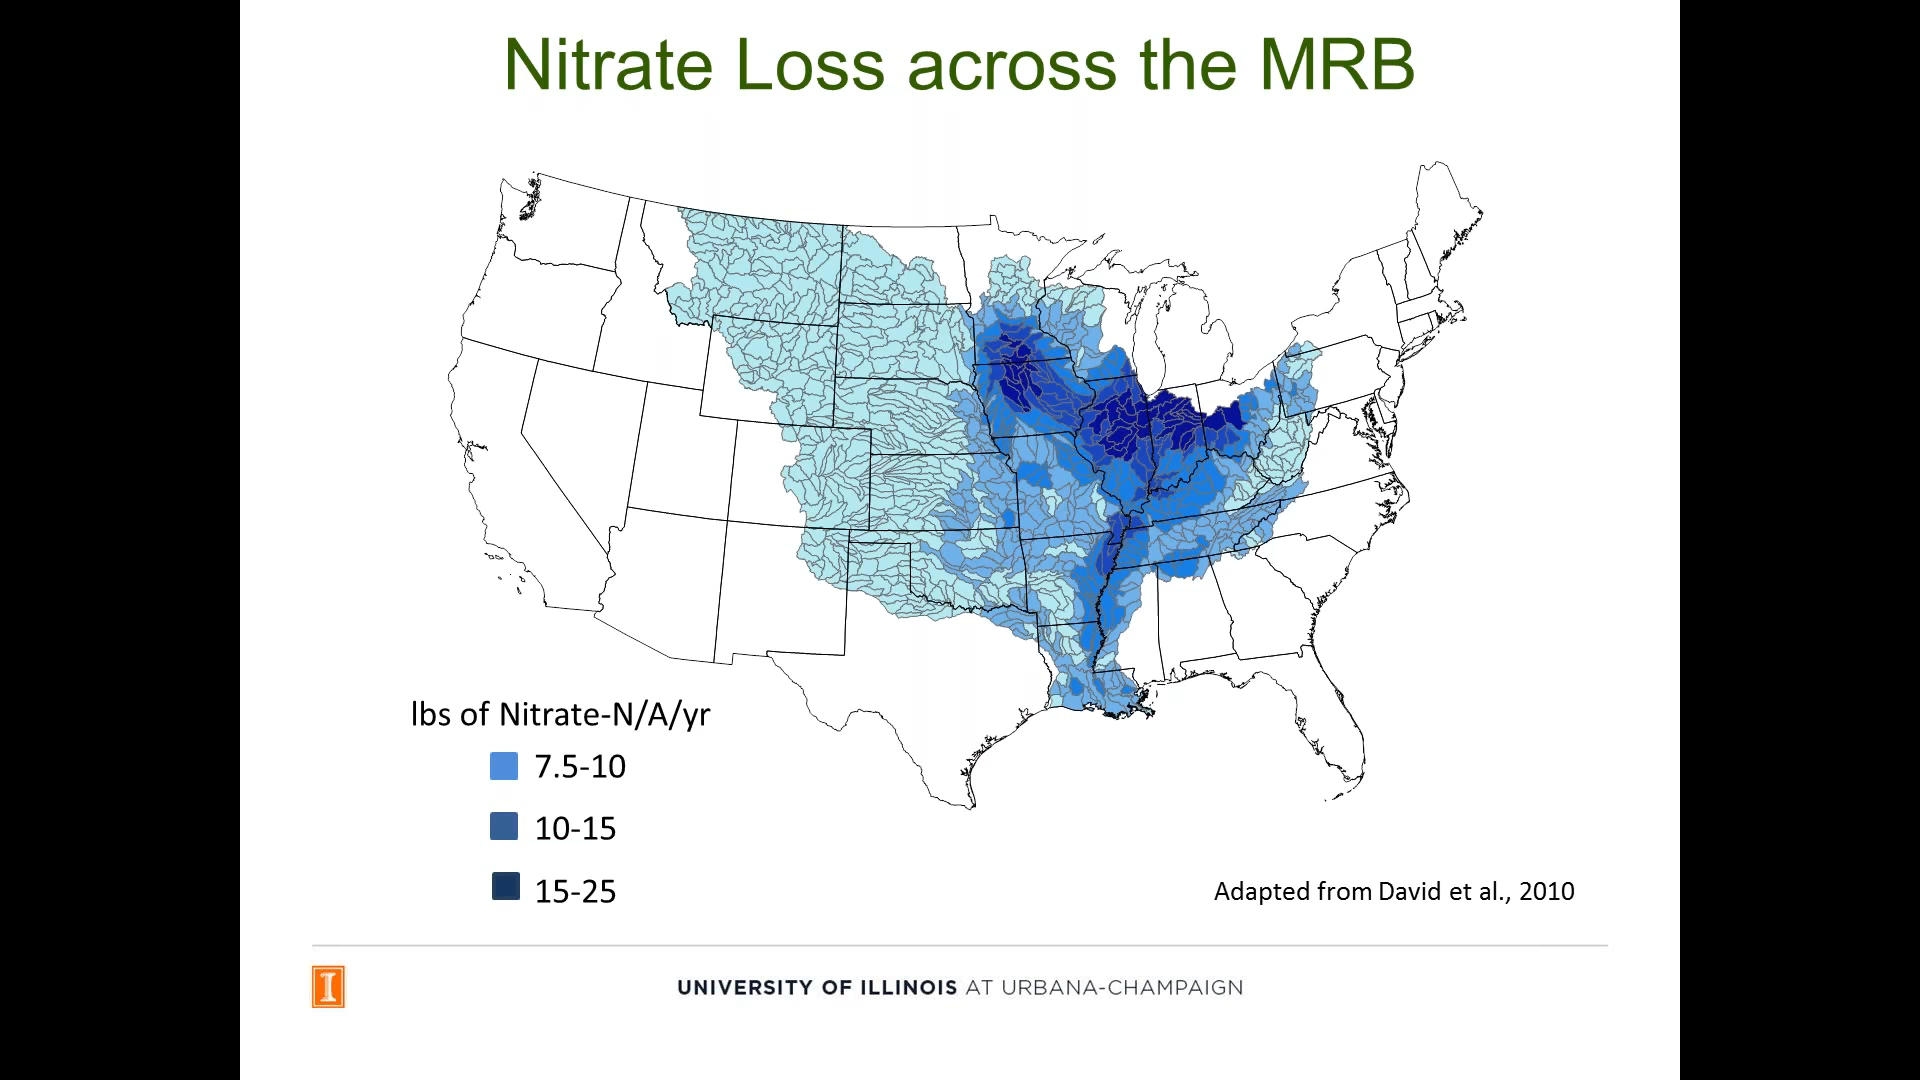 Nitrate Loss across the MRB
lbs of Nitrate-N/A/yr
7.5-10
10-15
15-25
Adapted from David et al., 2010
I
UNIVERSITY OF ILLINOIS AT URBANA-CHAMPAIGN